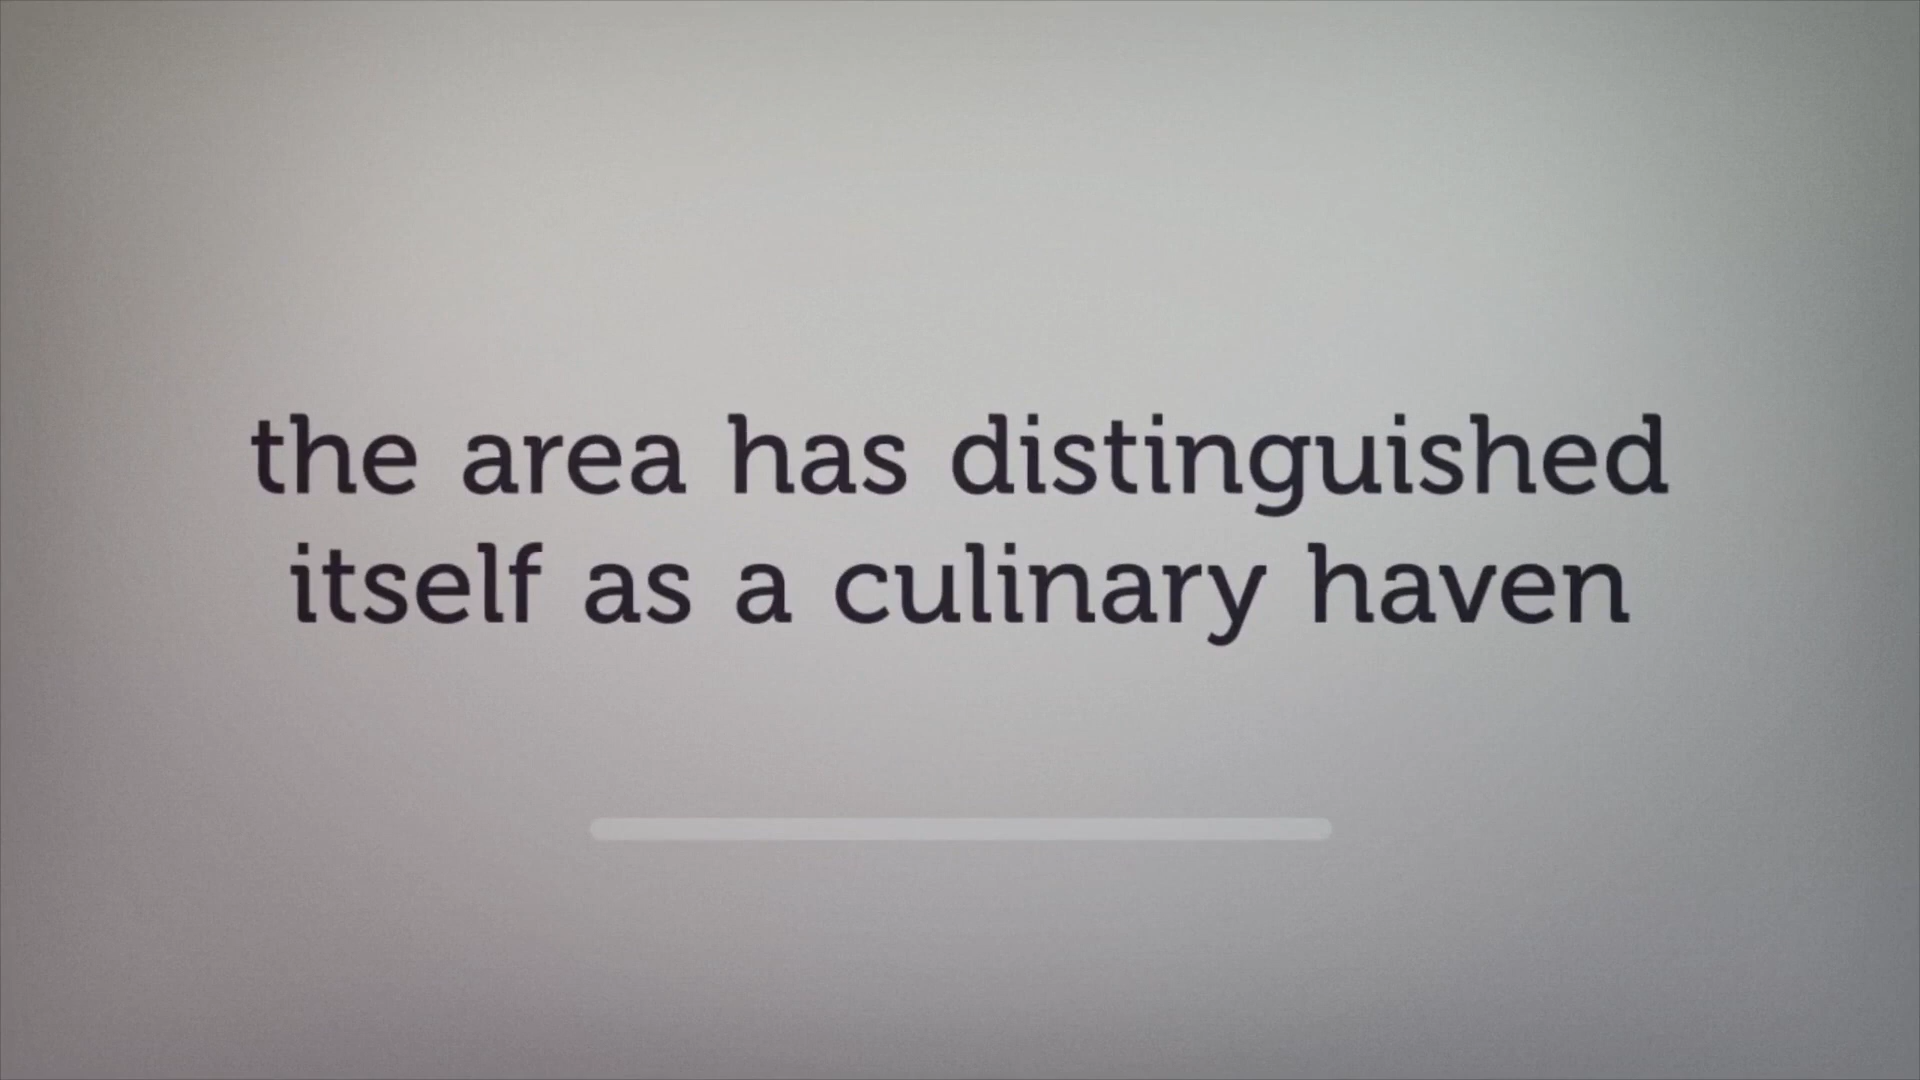 the area has distinguished
itself as a culinary haven